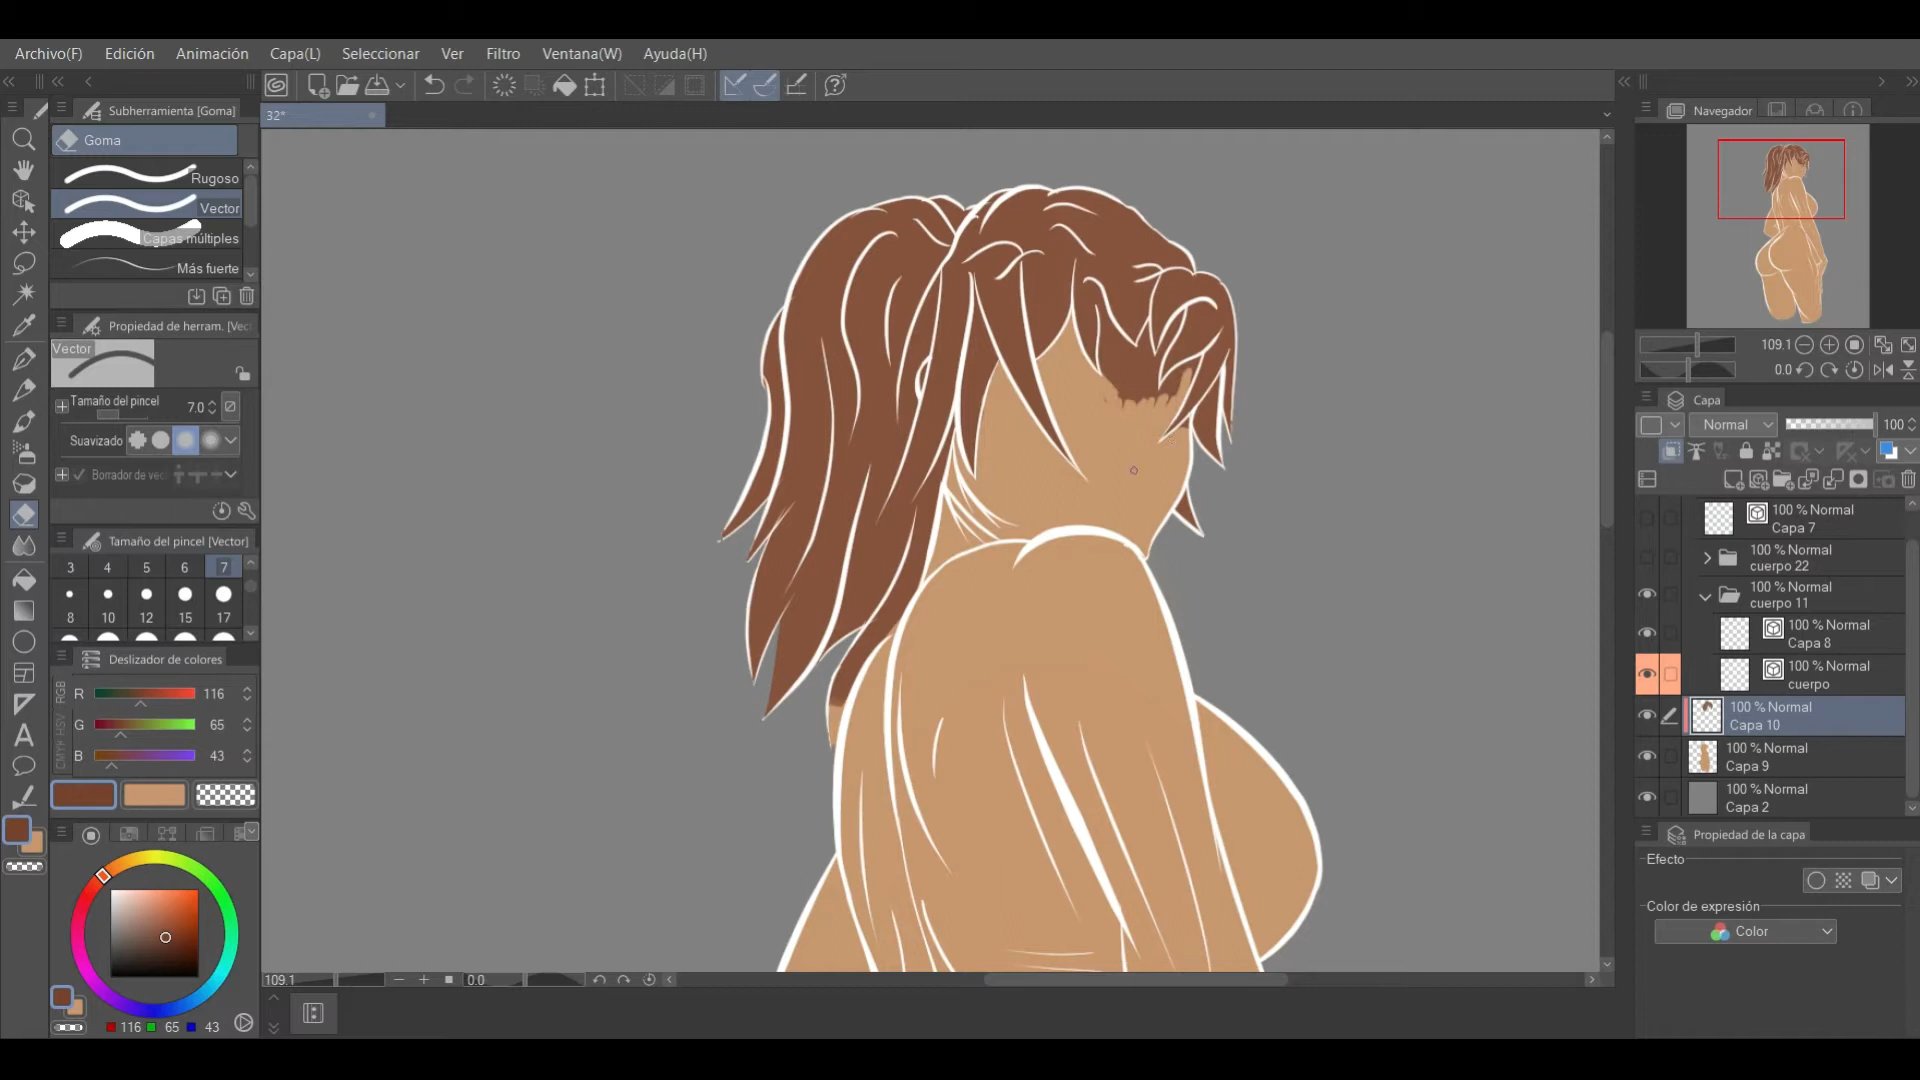 Archivo(F) Edición Animación Capa(L) Seleccionar Ver Filtro Ventana(W) Ayuda(H)
Subherramienta [Goma]
32*
Navegador
Goma
Rugoso
Vector
Capas múltiples
Más fuerte
Propiedad de herram. [Vec
Vector
109.1
0.0
Tamaño del pincel 7.0
Capa
Normal 100
Suavizado
Borrador de vec
100 % Normal
Capa 7
Tamaño del pincel [Vector]
100 % Normal
cuerpo 22
3 4 5 6 7
100 % Normal
cuerpo 11
8 10 12 15 17
100 % Normal
Capa 8
Deslizador de colores
100 % Normal
cuerpo
RGB
HSV
CMYK
R 116
G 65
B 43
100 % Normal
Capa 10
100 % Normal
Capa 9
100 % Normal
Capa 2
Propiedad de la capa
Efecto
Color de expresión
Color
109.1 0.0
116 65 43